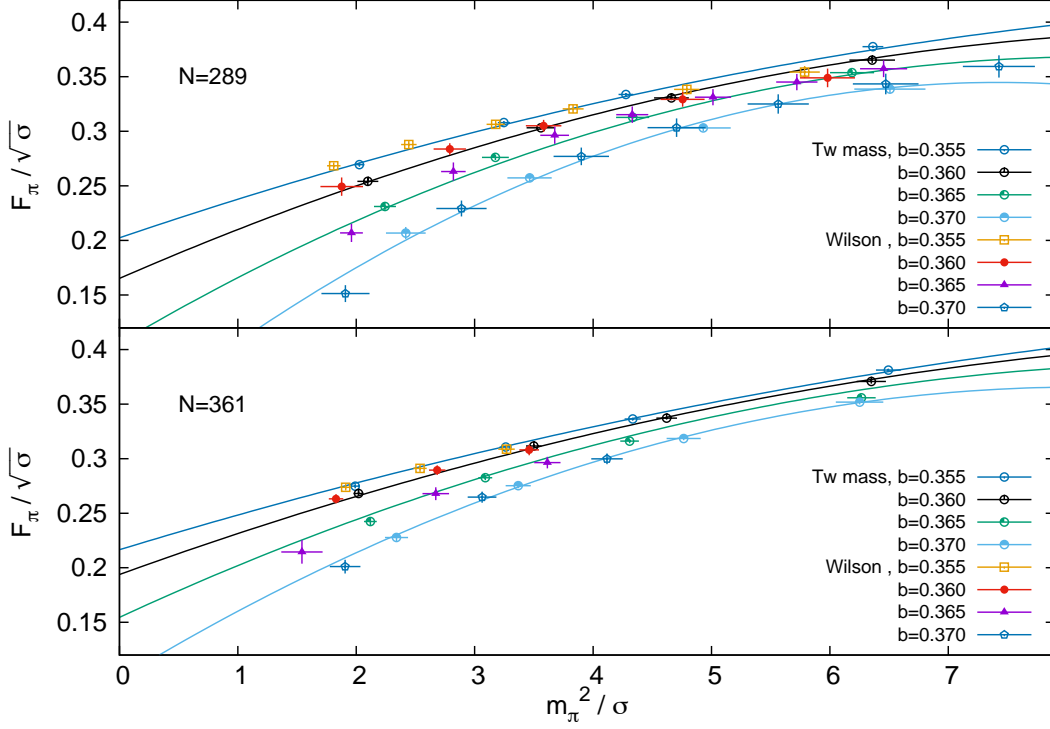 0.4
0.35
0.3
0.25
0.2
0.15
F_π / √σ
N=289
Tw mass, b=0.355
b=0.360
b=0.365
b=0.370
Wilson , b=0.355
b=0.360
b=0.365
b=0.370
0.4
0.35
0.3
0.25
0.2
0.15
F_π / √σ
N=361
Tw mass, b=0.355
b=0.360
b=0.365
b=0.370
Wilson , b=0.355
b=0.360
b=0.365
b=0.370
0 1 2 3 4 5 6 7
m_π² / σ